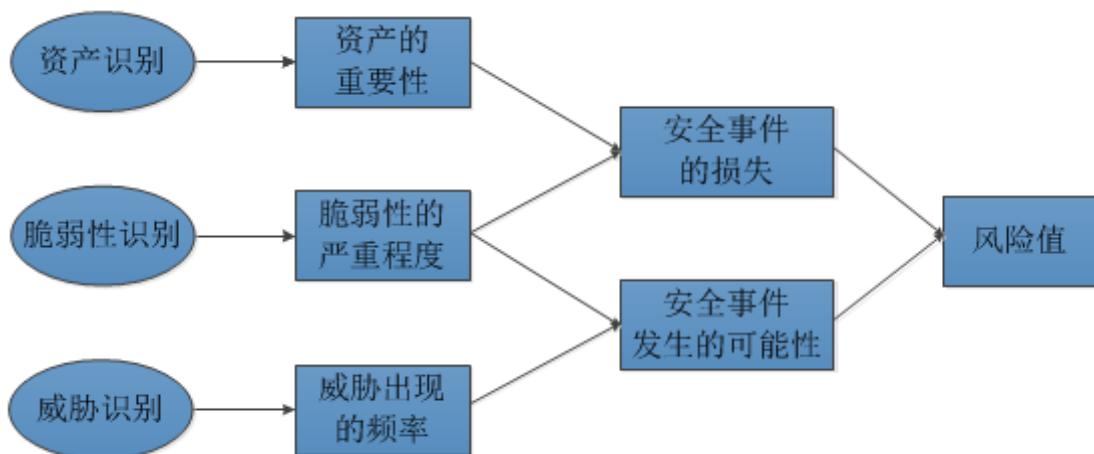 资产识别
资产的
重要性
安全事件
的损失
脆弱性识别
脆弱性的
严重程度
风险值
安全事件
发生的可能性
威胁识别
威胁出现
的频率